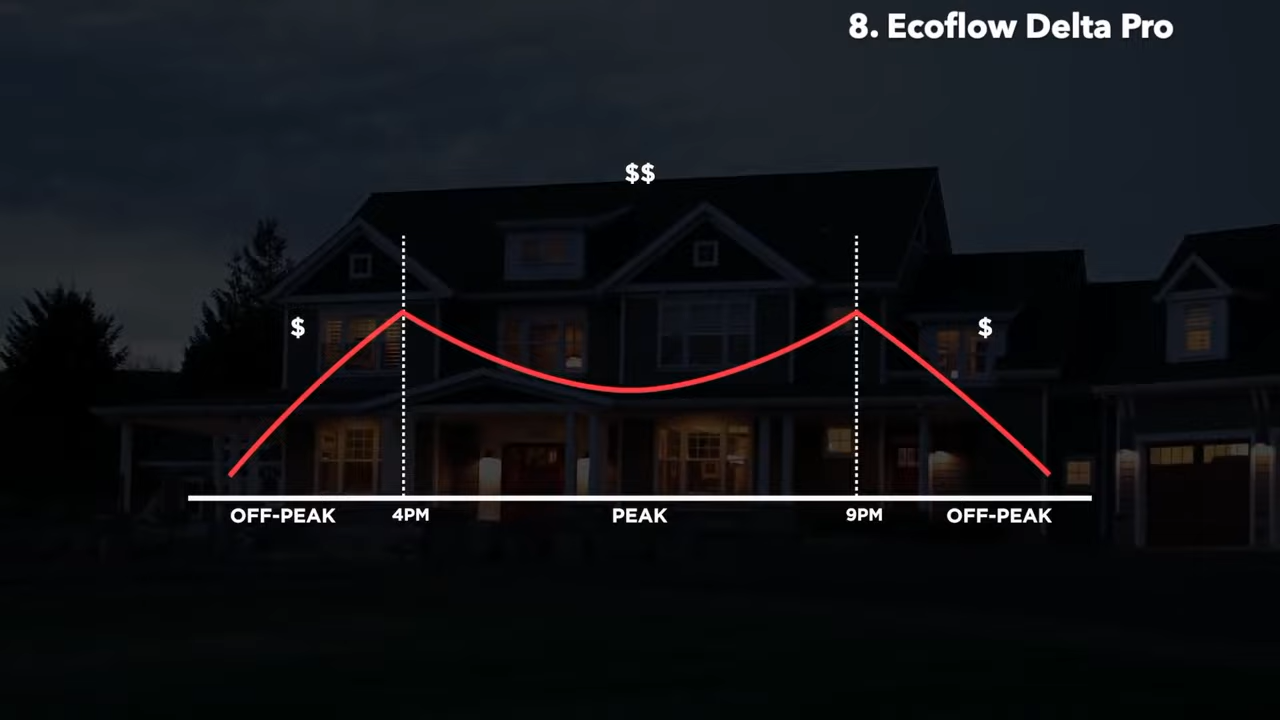 8. Ecoflow Delta Pro
$$
$
$
OFF-PEAK
4PM
PEAK
9PM
OFF-PEAK